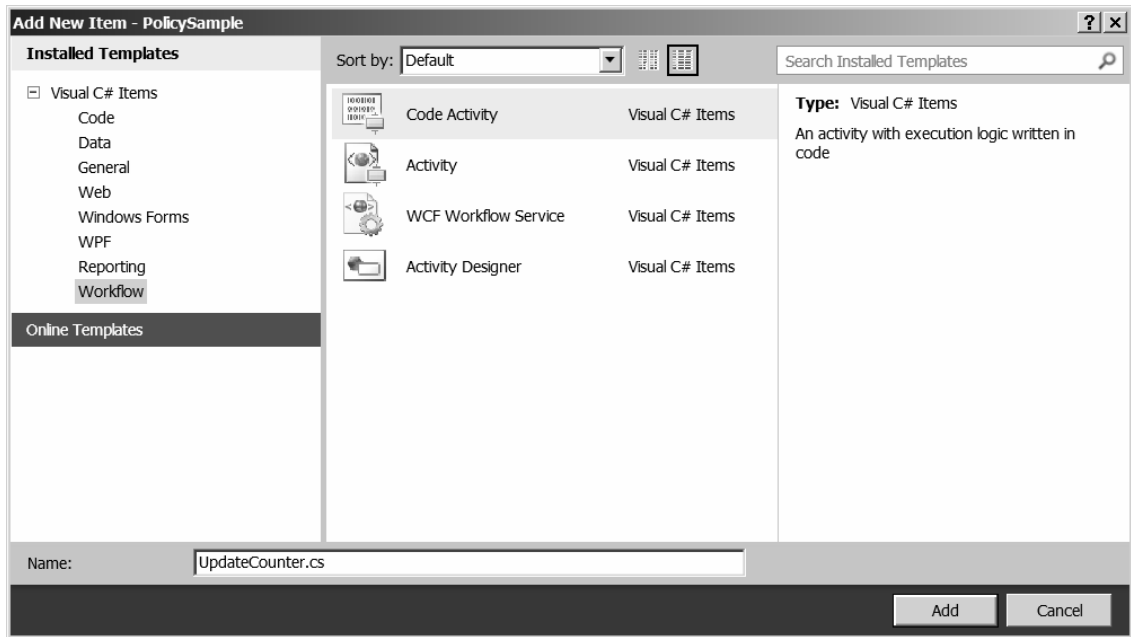 Add New Item - PolicySample
? x
Installed Templates
Sort by: Default
Search Installed Templates
Visual C# Items
Code
Data
General
Web
Windows Forms
WPF
Reporting
Workflow
Online Templates
Code Activity Visual C# Items
Activity Visual C# Items
WCF Workflow Service Visual C# Items
Activity Designer Visual C# Items
Type: Visual C# Items
An activity with execution logic written in
code
Name: UpdateCounter.cs
Add Cancel